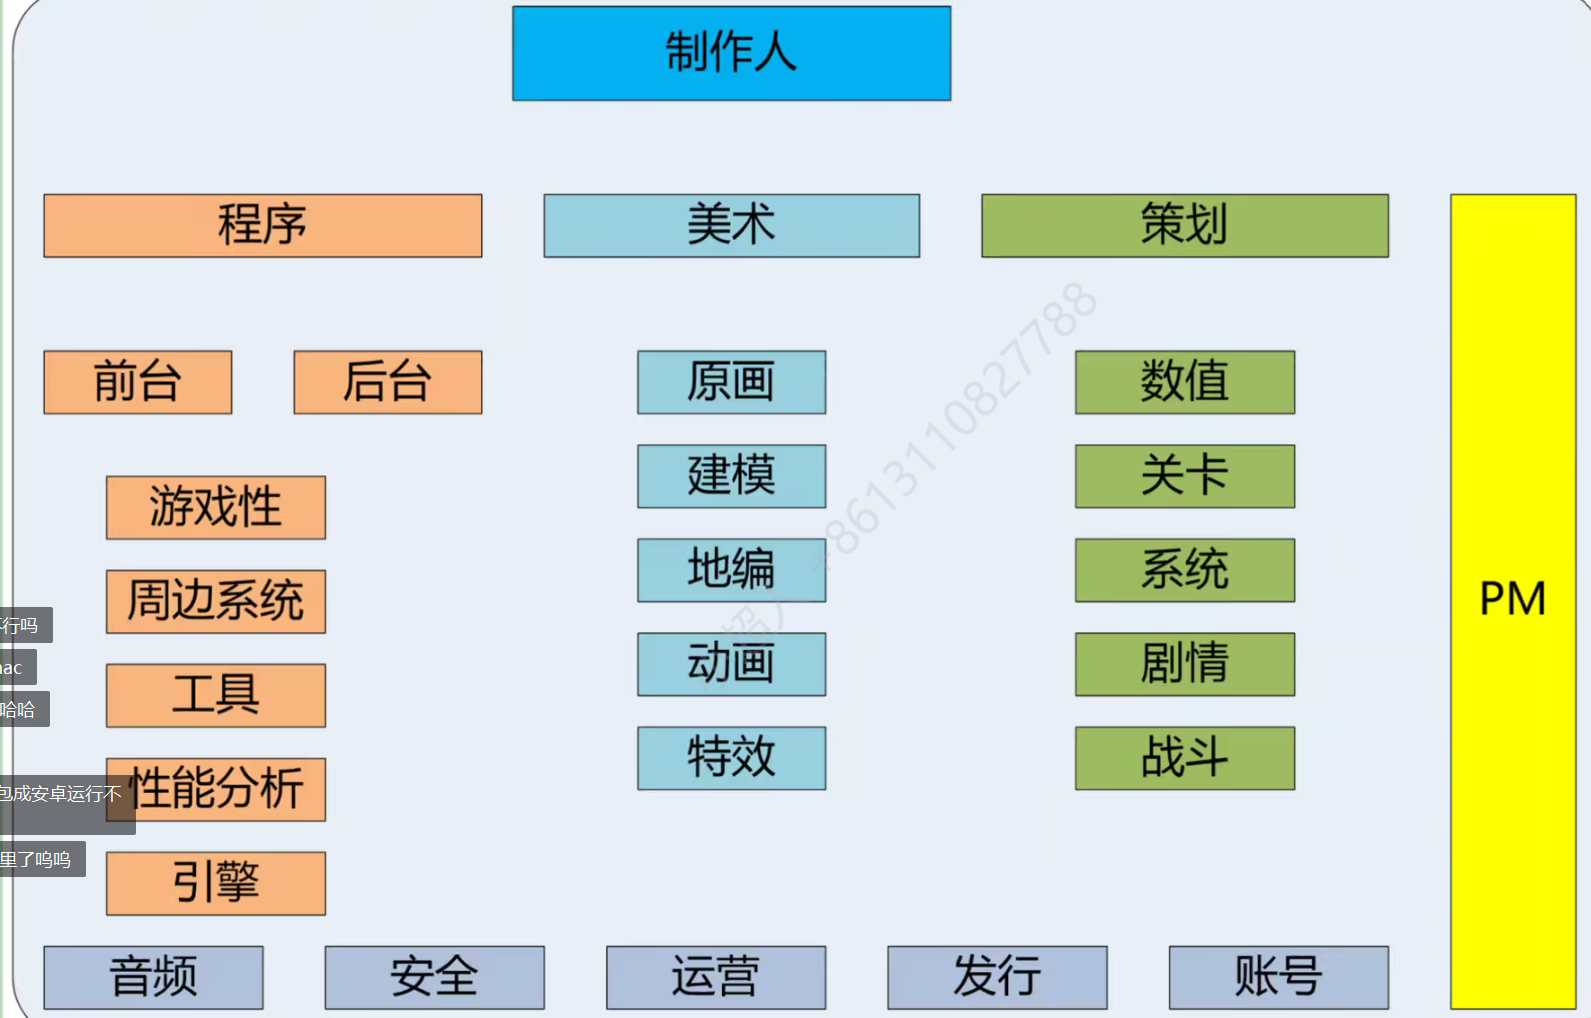 制作人
程序
美术
策划
前台
后台
原画
数值
建模
关卡
游戏性
地编
系统
周边系统
PM
行吗
动画
剧情
工具
哈哈
特效
战斗
性能分析
包成安卓运行不
引擎
里了呜呜
音频
安全
运营
发行
账号
+8613110827788